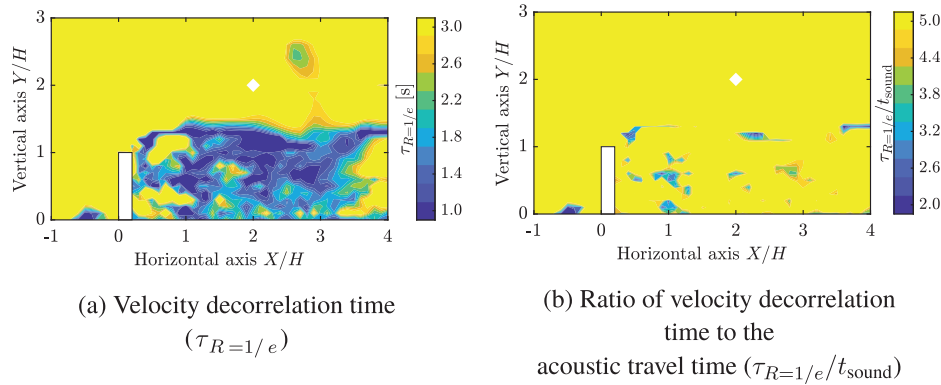 3
2
1
0
-1 0 1 2 3 4
Vertical axis Y/H
Horizontal axis X/H
3.0
2.6
2.2
1.8
1.4
1.0
τR=1/e [s]
3
2
1
0
-1 0 1 2 3 4
Vertical axis Y/H
Horizontal axis X/H
5.0
4.4
3.8
3.2
2.6
2.0
τR=1/e/tsound
(a) Velocity decorrelation time
(τR=1/e)
(b) Ratio of velocity decorrelation
time to the
acoustic travel time (τR=1/e/tsound)